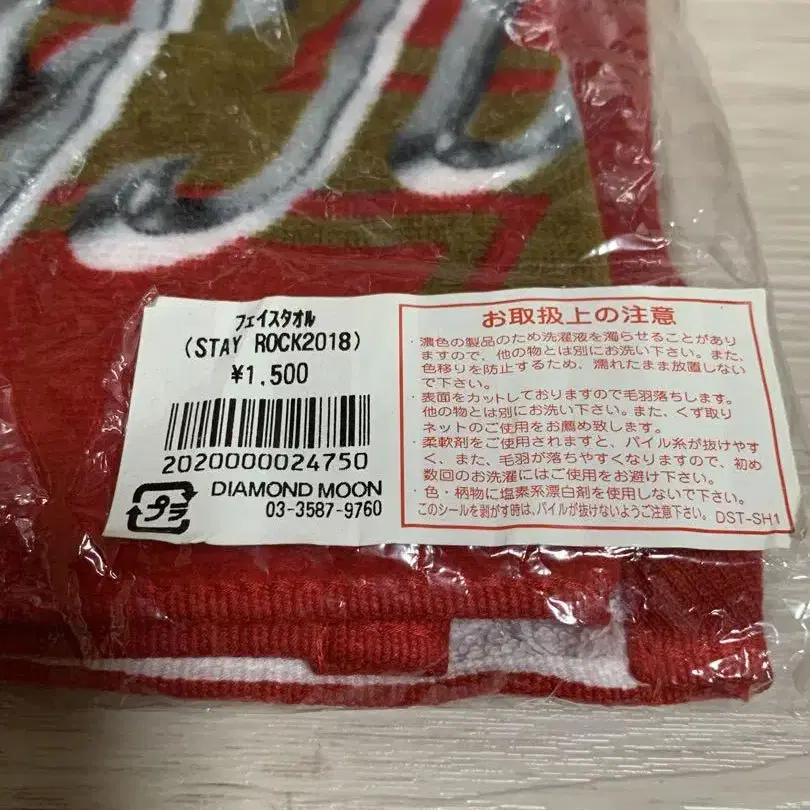 フェイスタオル
(STAY ROCK2018)
¥1,500
2020000024750
プラ
DIAMOND MOON
03-3587-9760
お取扱上の注意
・濃色の製品のため洗濯液を濁らせることがあり
ますので、他の物とは別にお洗い下さい。また、
色移りを防止するため、濡れたまま放置しない
で下さい。
・表面をカットしておりますので毛羽落ちします。
他の物とは別にお洗い下さい。また、くず取り
ネットのご使用をお薦め致します。
・柔軟剤をご使用されますと、パイル糸が抜けやす
く、また、毛羽が落ちやすくなりますので、初め
数回のお洗濯にはご使用をお避け下さい。
・色・柄物に塩素系漂白剤を使用しないで下さい。
このシールを剥がす時は、パイルが抜けないようご注意下さい。 DST-SH1